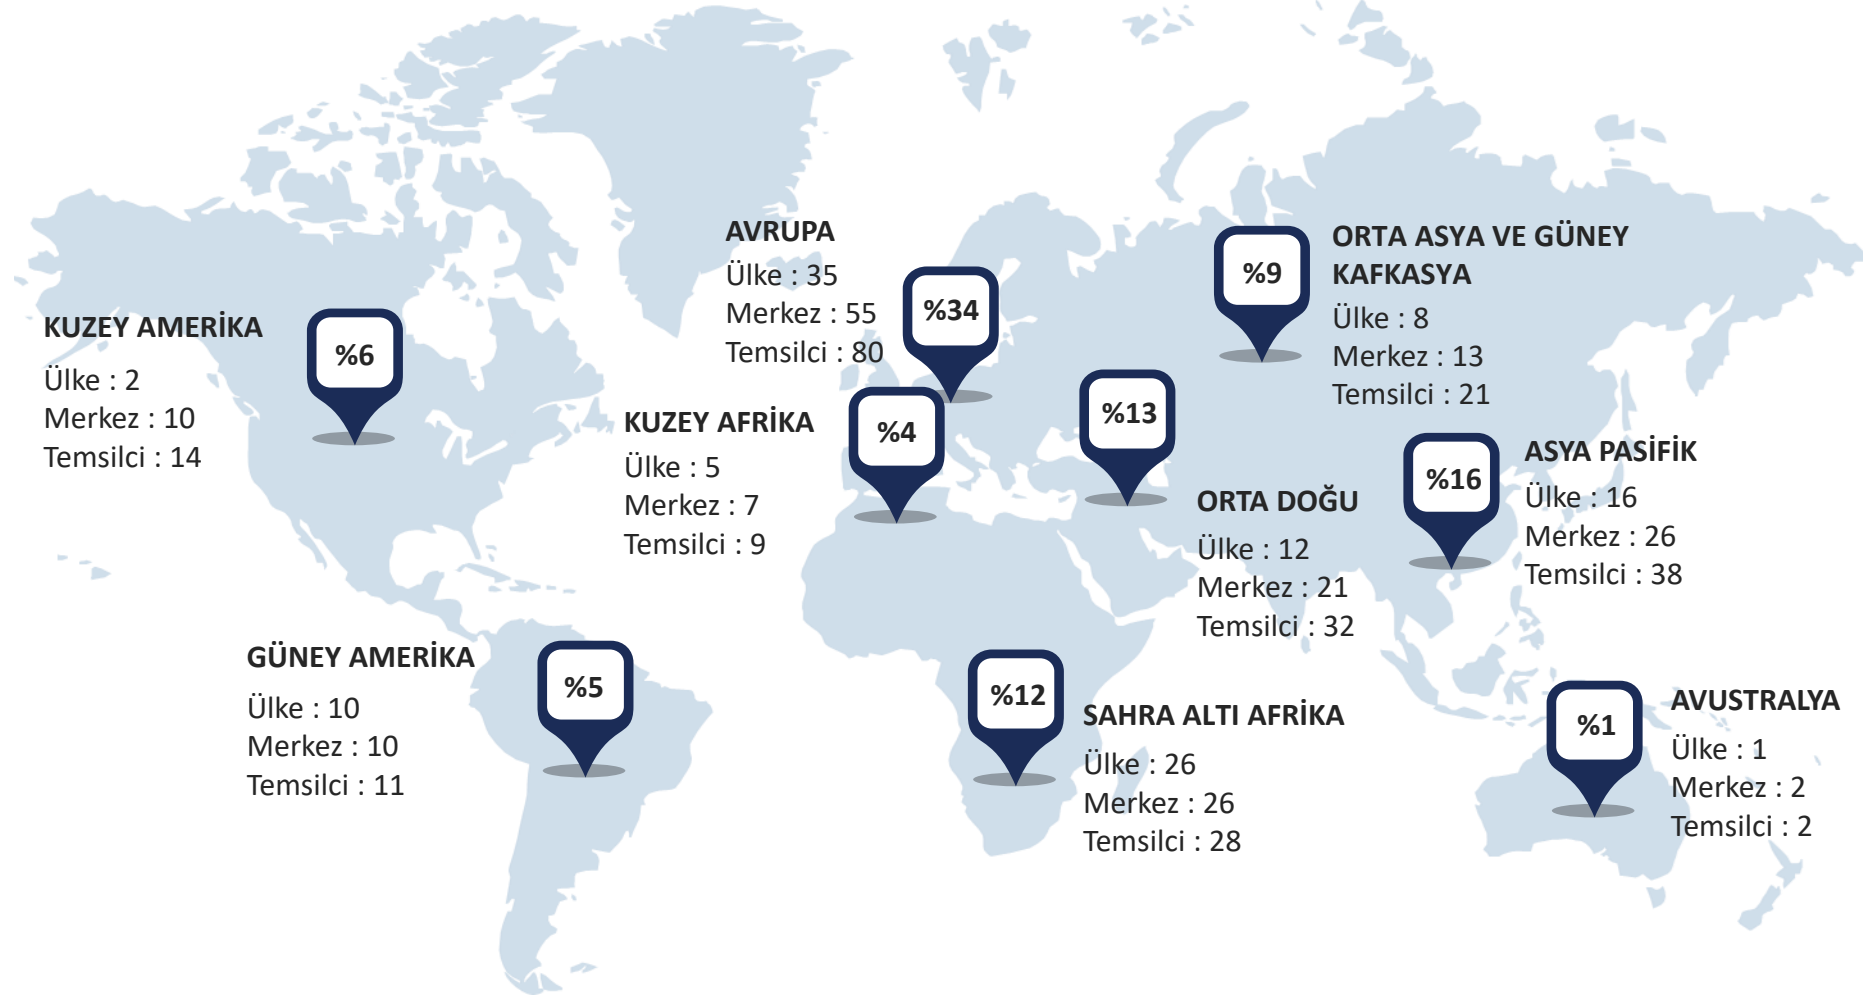 AVRUPA
Ülke : 35
Merkez : 55
Temsilci : 80
%34
ORTA ASYA VE GÜNEY
KAFKASYA
Ülke : 8
Merkez : 13
Temsilci : 21
%9
KUZEY AMERİKA
Ülke : 2
Merkez : 10
Temsilci : 14
%6
KUZEY AFRİKA
Ülke : 5
Merkez : 7
Temsilci : 9
%4
%13
ORTA DOĞU
Ülke : 12
Merkez : 21
Temsilci : 32
%16
ASYA PASİFİK
Ülke : 16
Merkez : 26
Temsilci : 38
GÜNEY AMERİKA
Ülke : 10
Merkez : 10
Temsilci : 11
%5
%12
SAHRA ALTI AFRİKA
Ülke : 26
Merkez : 26
Temsilci : 28
%1
AVUSTRALYA
Ülke : 1
Merkez : 2
Temsilci : 2